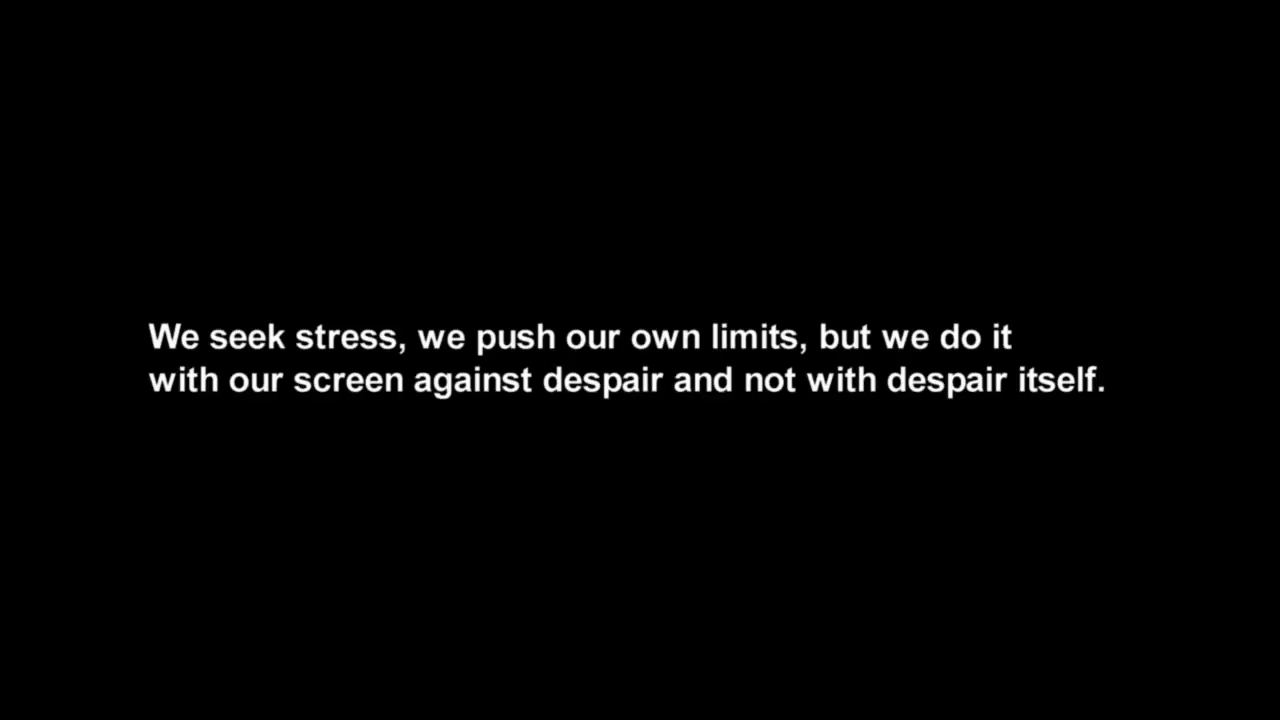 We seek stress, we push our own limits, but we do it
with our screen against despair and not with despair itself.